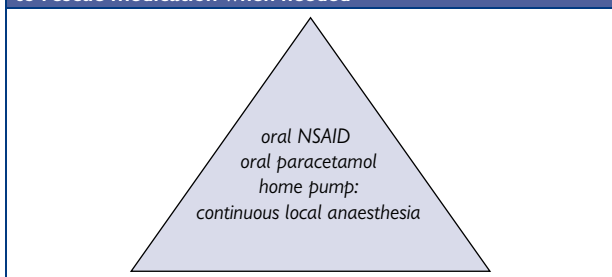 to rescue medication when needed
oral NSAID
oral paracetamol
home pump:
continuous local anaesthesia